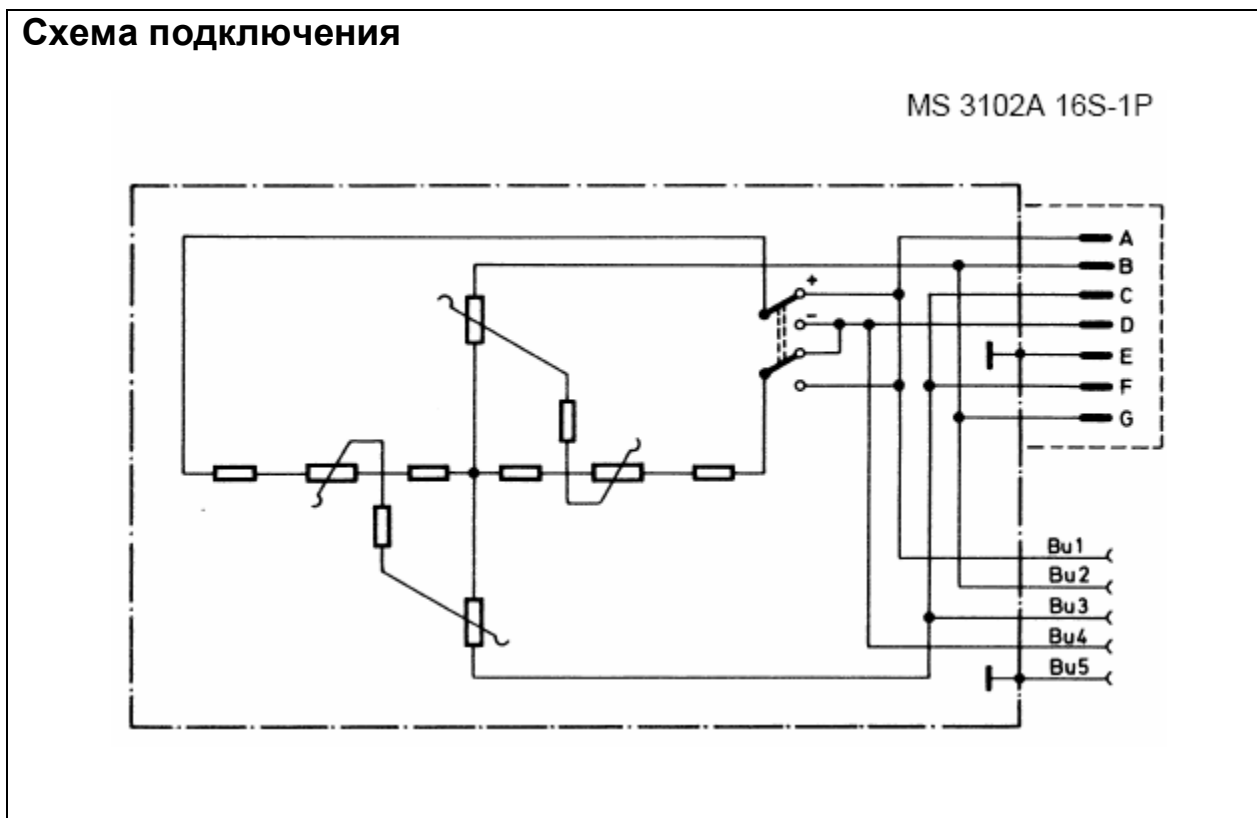 Схема подключения
MS 3102A 16S-1P
A
B
+
C
-
D
E
F
G
Bu1
Bu2
Bu3
Bu4
Bu5